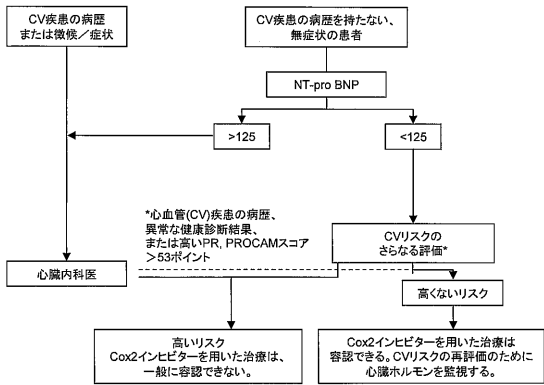 CV疾患の病歴
または徴候／症状
CV疾患の病歴を持たない、
無症状の患者
NT-pro BNP
>125
<125
*心血管(CV)疾患の病歴、
異常な健康診断結果、
または高いPR, PROCAMスコア
＞53ポイント
CVリスクの
さらなる評価*
心臓内科医
高くないリスク
高いリスク
Cox2インヒビターを用いた治療は、
一般に容認できない。
Cox2インヒビターを用いた治療は
容認できる。CVリスクの再評価のために
心臓ホルモンを監視する。